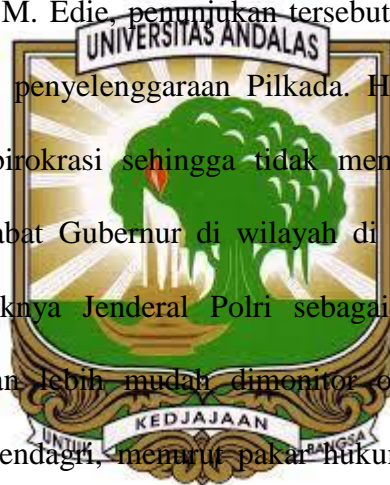 M. Edie, penunjukan tersebut
UNIVERSITAS ANDALAS
penyelenggaraan Pilkada. H
birokrasi sehingga tidak men
bat Gubernur di wilayah di
knya Jenderal Polri sebagai
n lebih mudah dimonitor o
KEDJAJAAN
UNTUK BANGSA
endagri, menurut pakar hukum